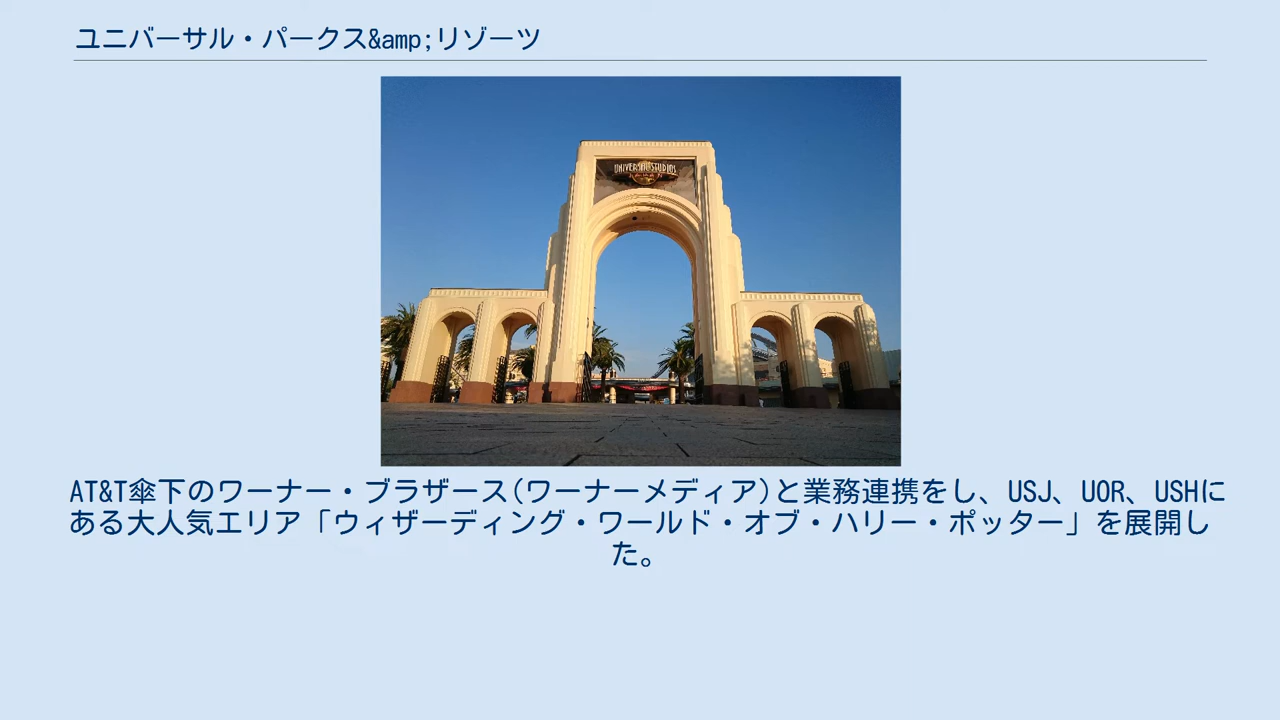 ユニバーサル・パークス&amp;リゾーツ
UNIVERSAL STUDIOS
JAPAN
AT&T傘下のワーナー・ブラザース(ワーナーメディア)と業務連携をし、USJ、UOR、USHに
ある大人気エリア「ウィザーディング・ワールド・オブ・ハリー・ポッター」を展開し
た。